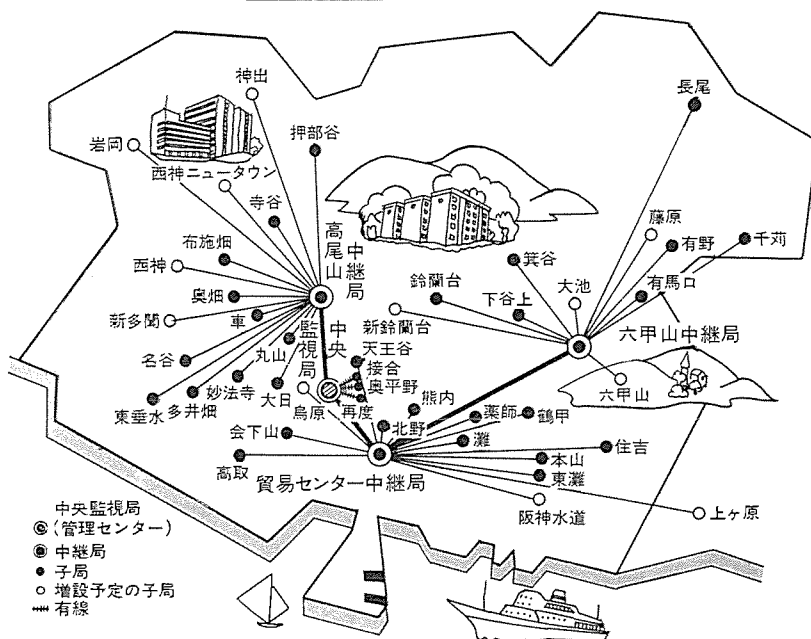 神出
長尾
岩岡
押部谷
西神ニュータウン
寺谷
藤原
有野
千苅
布施畑
高尾山中継局
箕谷
西神
鈴蘭台
大池
有馬口
奥畑
下谷上
新多聞
車
新鈴蘭台
六甲山中継局
丸山
中央監視局
天王谷
名谷
接合
奥平野
妙法寺
大日
烏原
再度
熊内
六甲山
東垂水
多井畑
薬師
鶴甲
会下山
北野
灘
住吉
高取
本山
貿易センター中継局
東灘
阪神水道
上ヶ原
中央監視局
(管理センター)
中継局
子局
増設予定の子局
有線